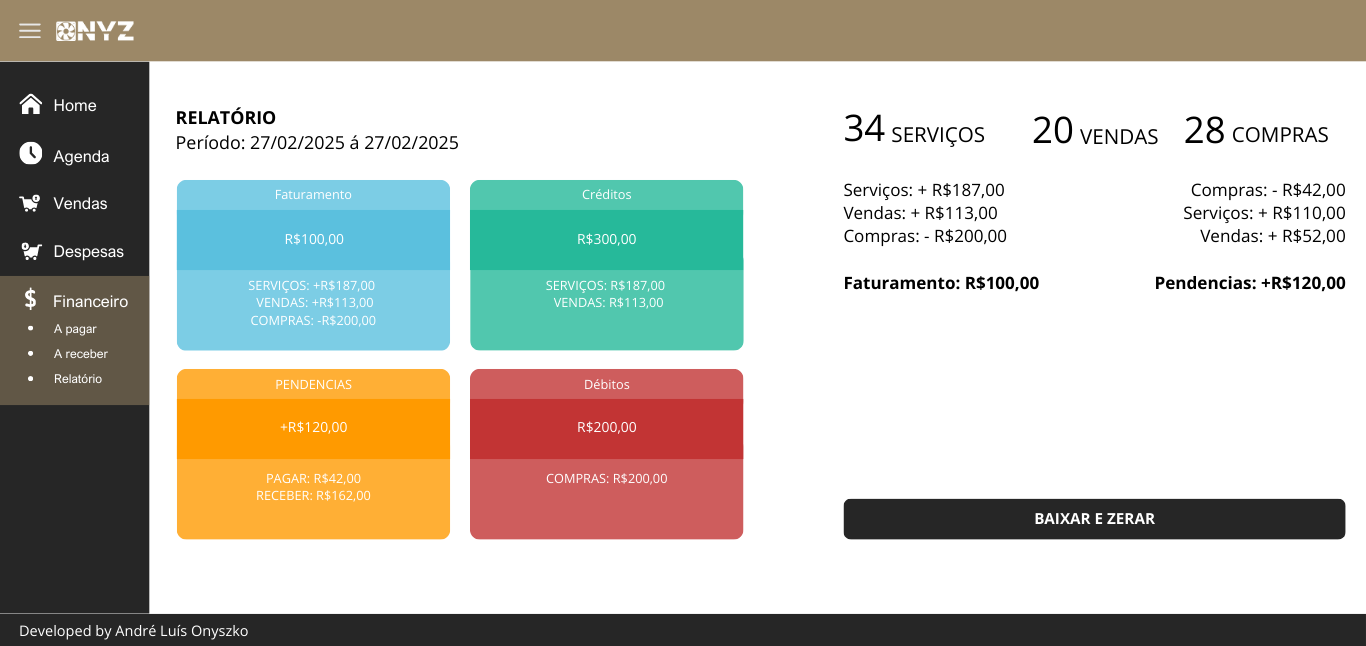 ONYZ
Home
Agenda
Vendas
Despesas
$ Financeiro
• A pagar
• A receber
• Relatório
RELATÓRIO
Período: 27/02/2025 á 27/02/2025
Faturamento
R$100,00
SERVIÇOS: +R$187,00
VENDAS: +R$113,00
COMPRAS: -R$200,00
Créditos
R$300,00
SERVIÇOS: R$187,00
VENDAS: R$113,00
PENDENCIAS
+R$120,00
PAGAR: R$42,00
RECEBER: R$162,00
Débitos
R$200,00
COMPRAS: R$200,00
34 SERVIÇOS
20 VENDAS
28 COMPRAS
Serviços: + R$187,00
Vendas: + R$113,00
Compras: - R$200,00
Faturamento: R$100,00
Compras: - R$42,00
Serviços: + R$110,00
Vendas: + R$52,00
Pendencias: +R$120,00
BAIXAR E ZERAR
Developed by André Luís Onyszko